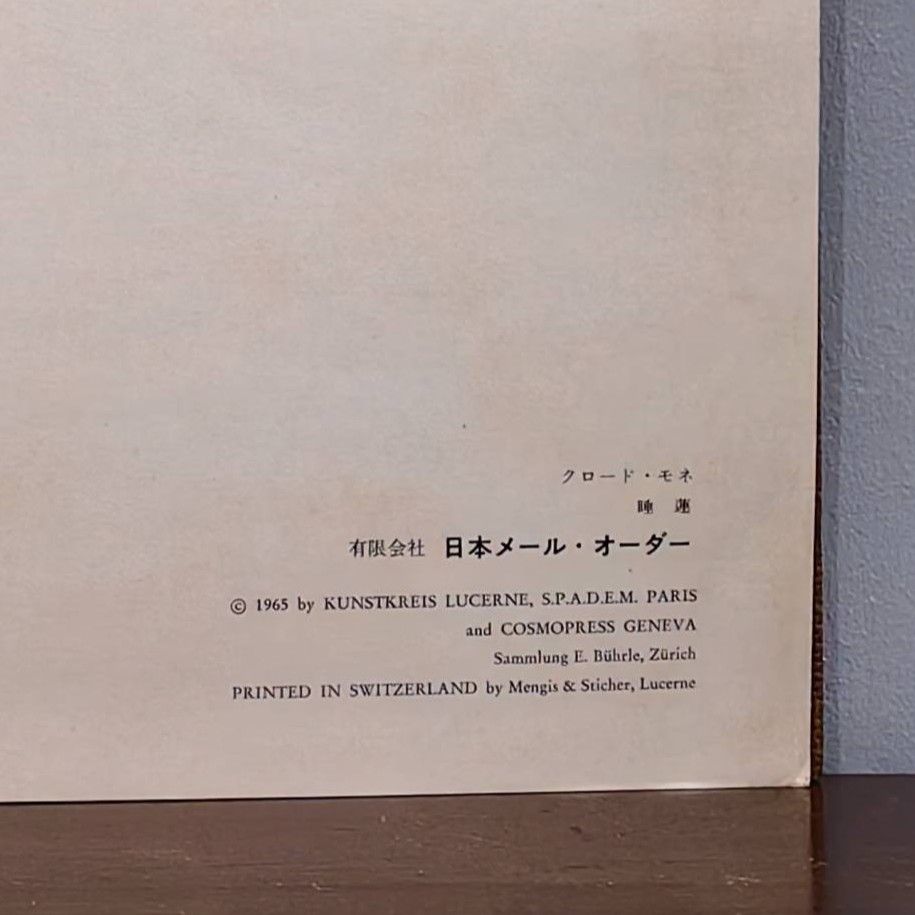 クロード・モネ
睡 蓮
有限会社 日本メール・オーダー
© 1965 by KUNSTKREIS LUCERNE, S.P.A.D.E.M. PARIS
and COSMOPRESS GENEVA
Sammlung E. Bührle, Zürich
PRINTED IN SWITZERLAND by Mengis & Sticher, Lucerne